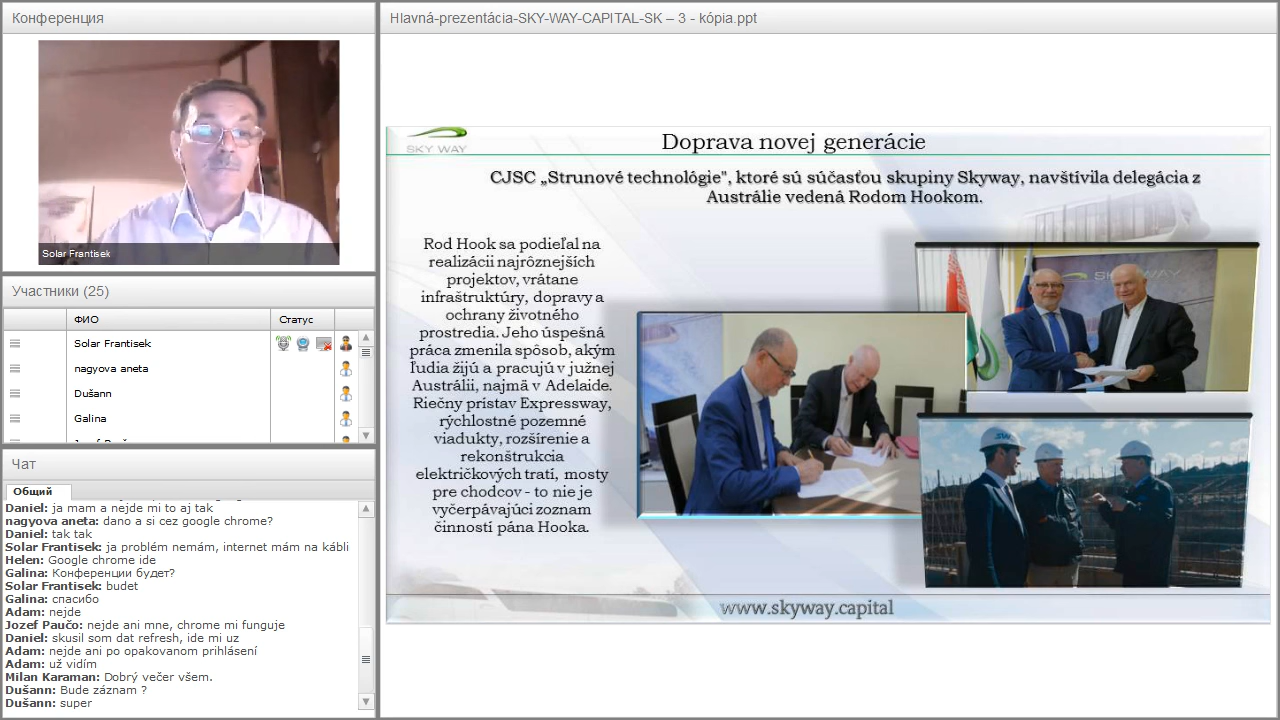 Конференция
Solar Frantisek
Участники (25)
ФИО
Статус
Solar Frantisek
nagyova aneta
Dušann
Galina
Чат
Общий
Daniel: ja mam a nejde mi to aj tak
nagyova aneta: dano a si cez google chrome?
Daniel: tak tak
Solar Frantisek: ja problém nemám, internet mám na kábli
Helen: Google chrome ide
Galina: Конференции будет?
Solar Frantisek: budet
Galina: спасибо
Adam: nejde
Jozef Paučo: nejde ani mne, chrome mi funguje
Daniel: skusil som dat refresh, ide mi uz
Adam: nejde ani po opakovanom prihlásení
Adam: už vidím
Milan Karaman: Dobrý večer všem.
Dušann: Bude záznam ?
Dušann: super
Hlavná-prezentácia-SKY-WAY-CAPITAL-SK – 3 - kópia.ppt
SKY WAY
Doprava novej generácie
CJSC „Strunové technológie", ktoré sú súčasťou skupiny Skyway, navštívila delegácia z
Austrálie vedená Rodom Hookom.
Rod Hook sa podieľal na
realizácii najrôznejších
projektov, vrátane
infraštruktúry, dopravy a
ochrany životného
prostredia. Jeho úspešná
práca zmenila spôsob, akým
ľudia žijú a pracujú v južnej
Austrálii, najmä v Adelaide.
Riečny prístav Expressway,
rýchlostné pozemné
viadukty, rozšírenie a
rekonštrukcia
električkových tratí, mosty
pre chodcov - to nie je
vyčerpávajúci zoznam
činností pána Hooka.
SKY WAY
SW
www.skyway.capital